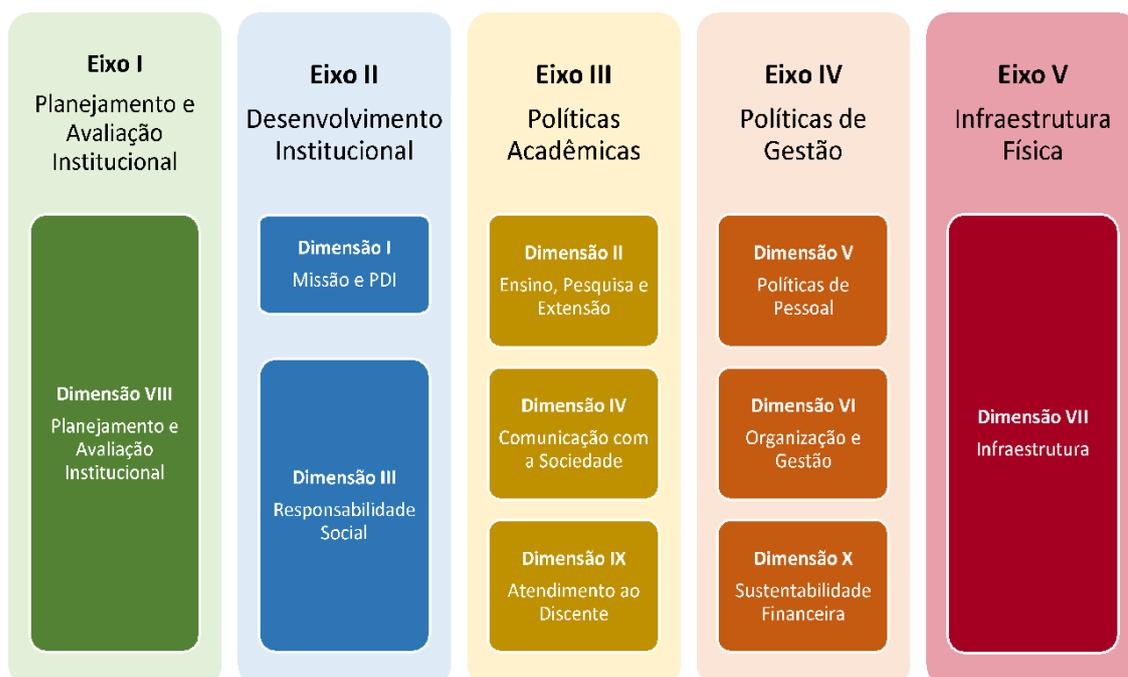 Eixo I
Planejamento e
Avaliação
Institucional
Dimensão VIII
Planejamento e
Avaliação
Institucional
Eixo II
Desenvolvimento
Institucional
Dimensão I
Missão e PDI
Dimensão III
Responsabilidade
Social
Eixo III
Políticas
Acadêmicas
Dimensão II
Ensino, Pesquisa e
Extensão
Dimensão IV
Comunicação com
a Sociedade
Dimensão IX
Atendimento ao
Discente
Eixo IV
Políticas de
Gestão
Dimensão V
Políticas de
Pessoal
Dimensão VI
Organização e
Gestão
Dimensão X
Sustentabilidade
Financeira
Eixo V
Infraestrutura
Física
Dimensão VII
Infraestrutura